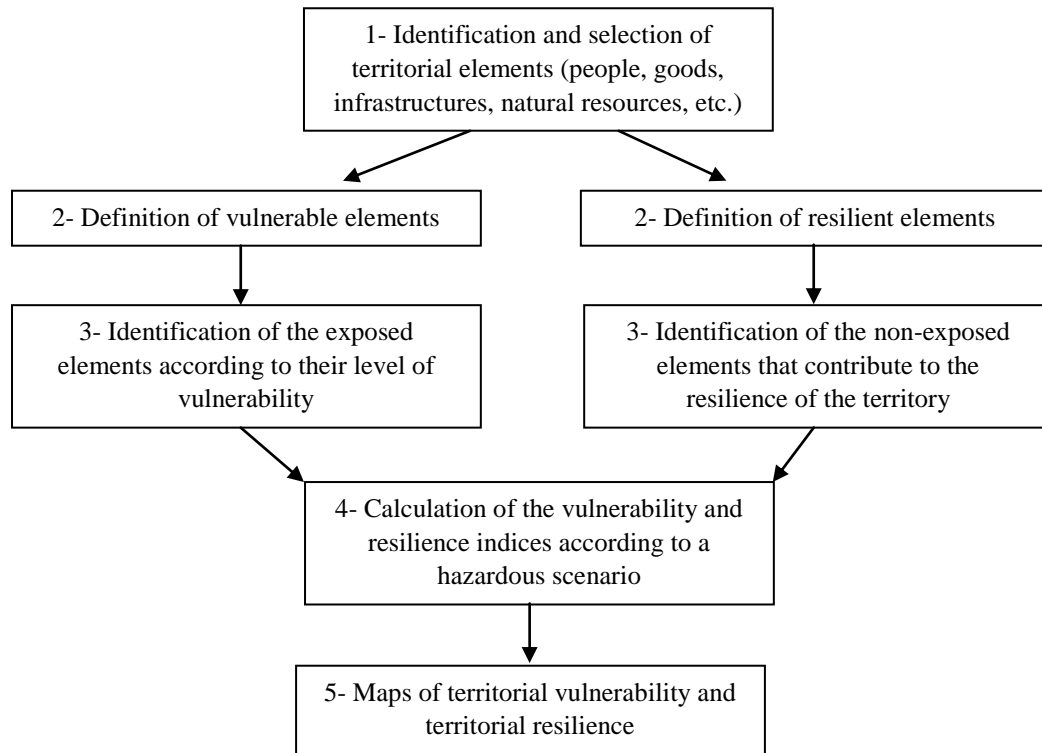 1- Identification and selection of
territorial elements (people, goods,
infrastructures, natural resources, etc.)
2- Definition of vulnerable elements
2- Definition of resilient elements
3- Identification of the exposed
elements according to their level of
vulnerability
3- Identification of the non-exposed
elements that contribute to the
resilience of the territory
4- Calculation of the vulnerability and
resilience indices according to a
hazardous scenario
5- Maps of territorial vulnerability and
territorial resilience